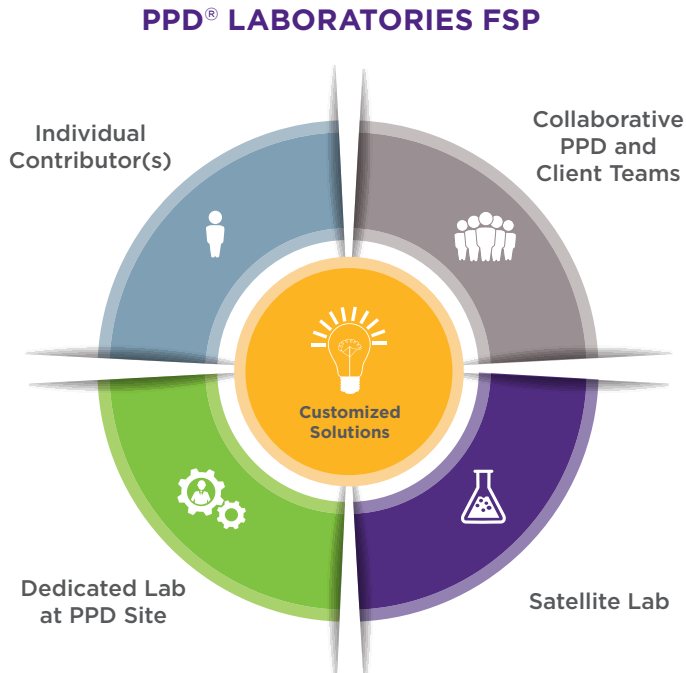 PPD® LABORATORIES FSP
Individual
Contributor(s)
Collaborative
PPD and
Client Teams
Customized
Solutions
Dedicated Lab
at PPD Site
Satellite Lab